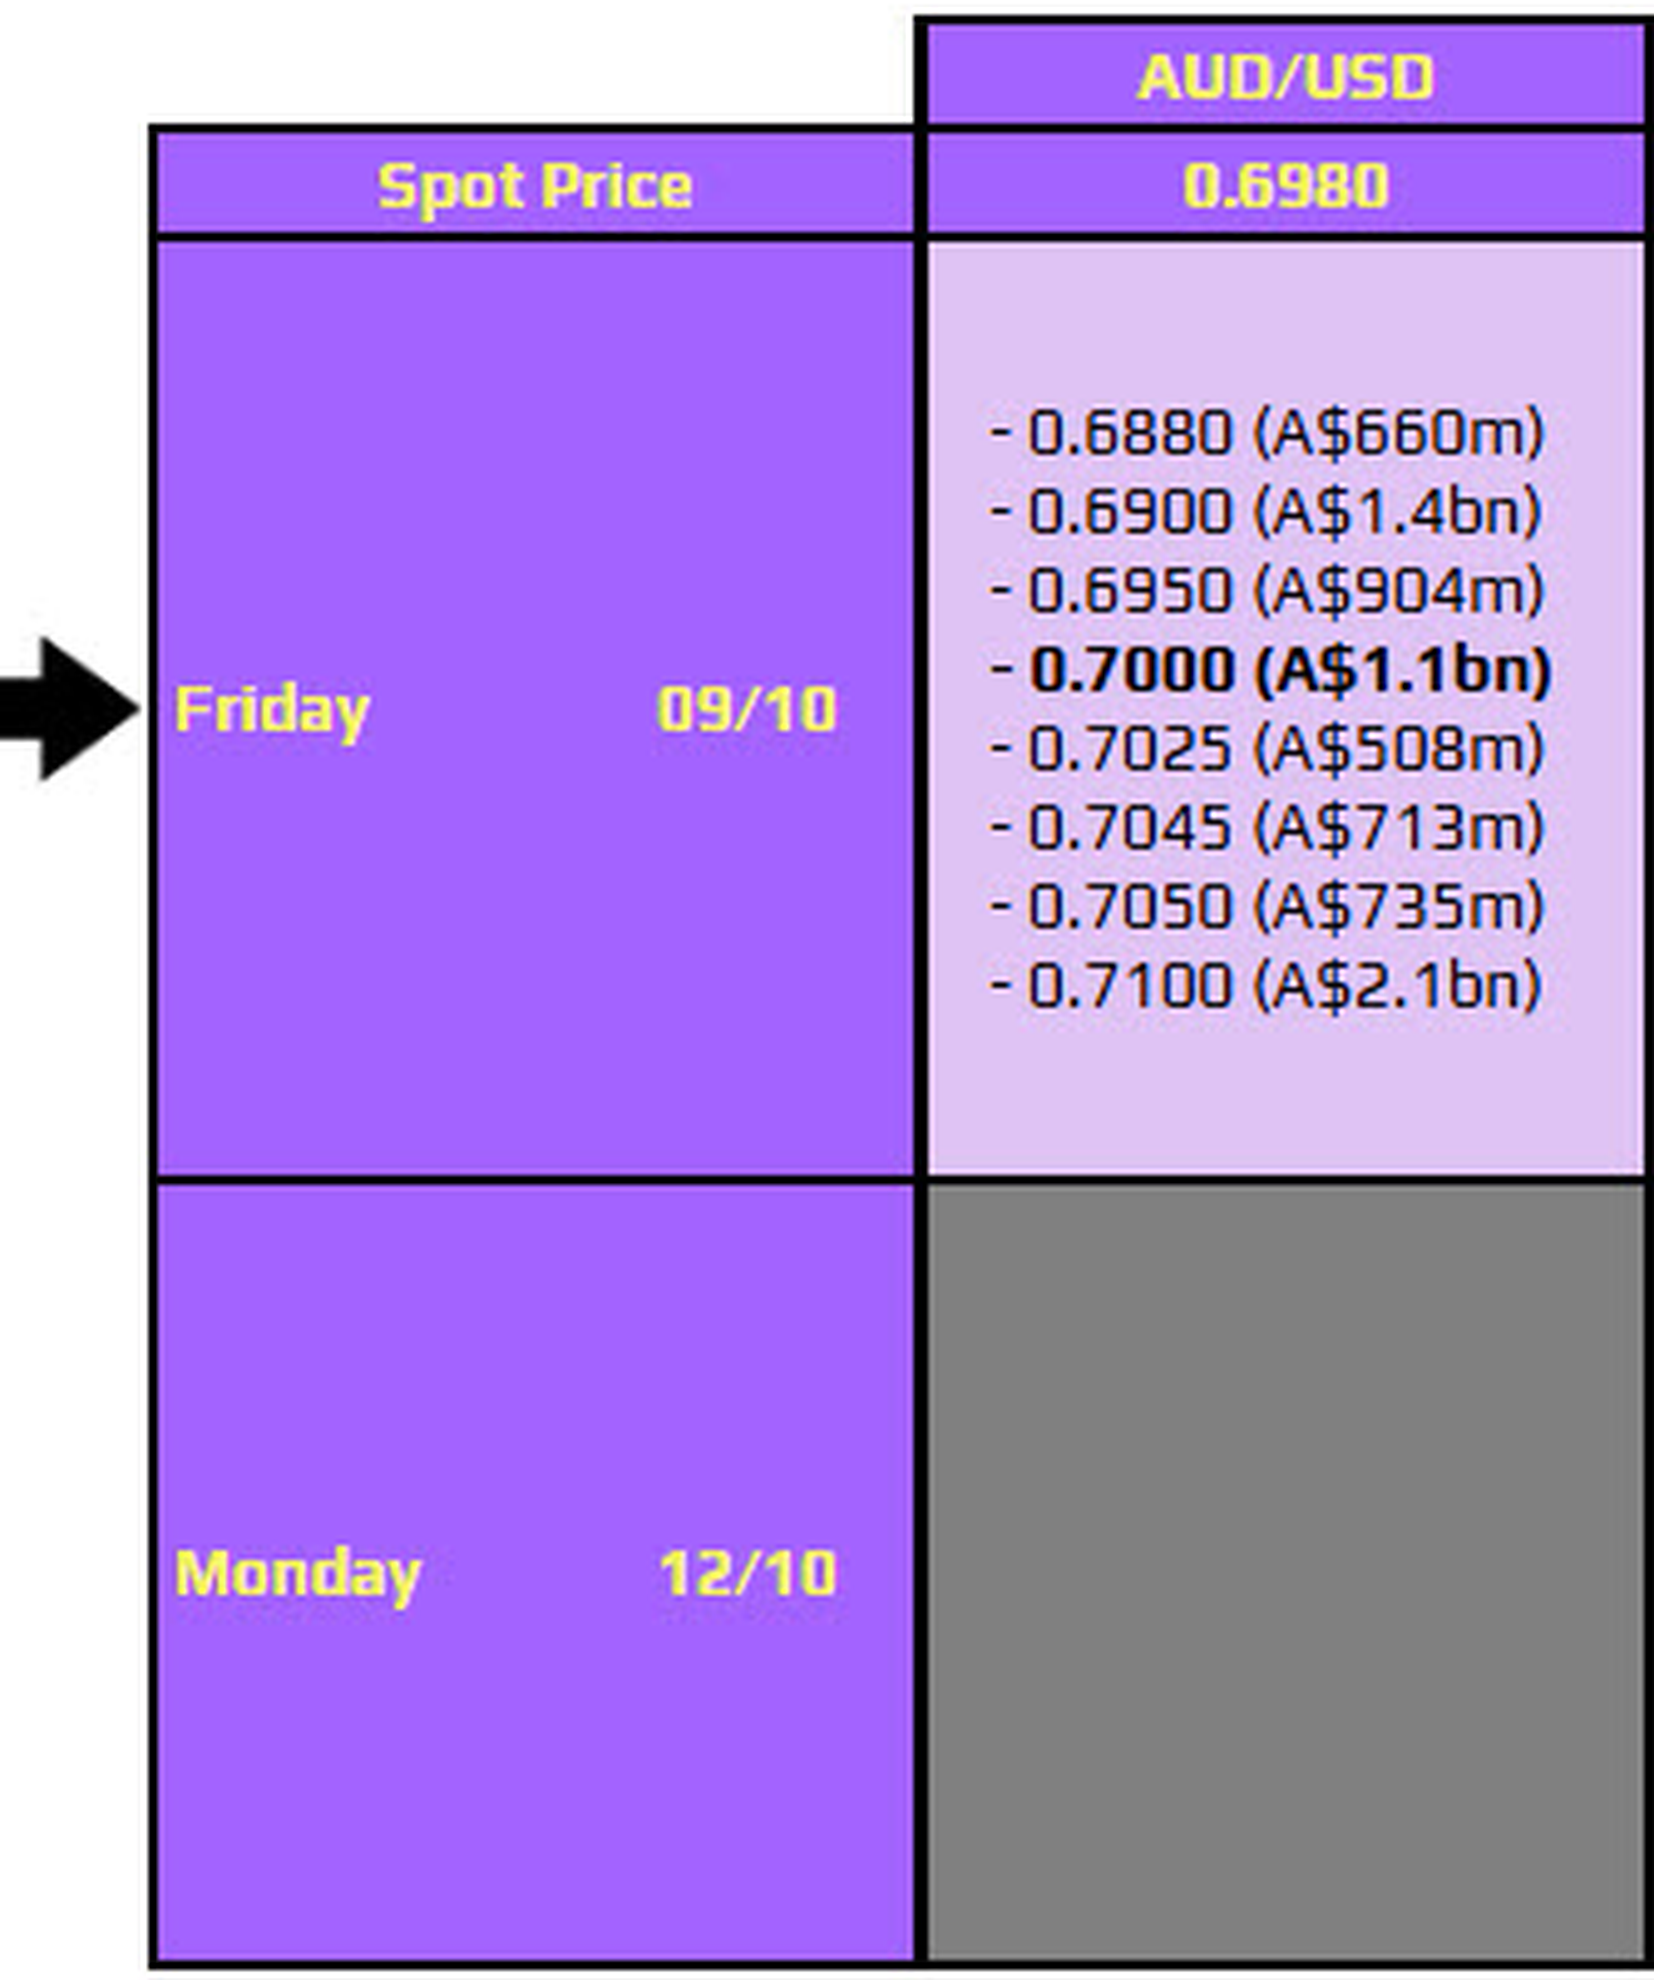 AUD/USD
Spot Price 0.6980
Friday 09/10
- 0.6880 (A$660m)
- 0.6900 (A$1.4bn)
- 0.6950 (A$904m)
- 0.7000 (A$1.1bn)
- 0.7025 (A$508m)
- 0.7045 (A$713m)
- 0.7050 (A$735m)
- 0.7100 (A$2.1bn)
Monday 12/10